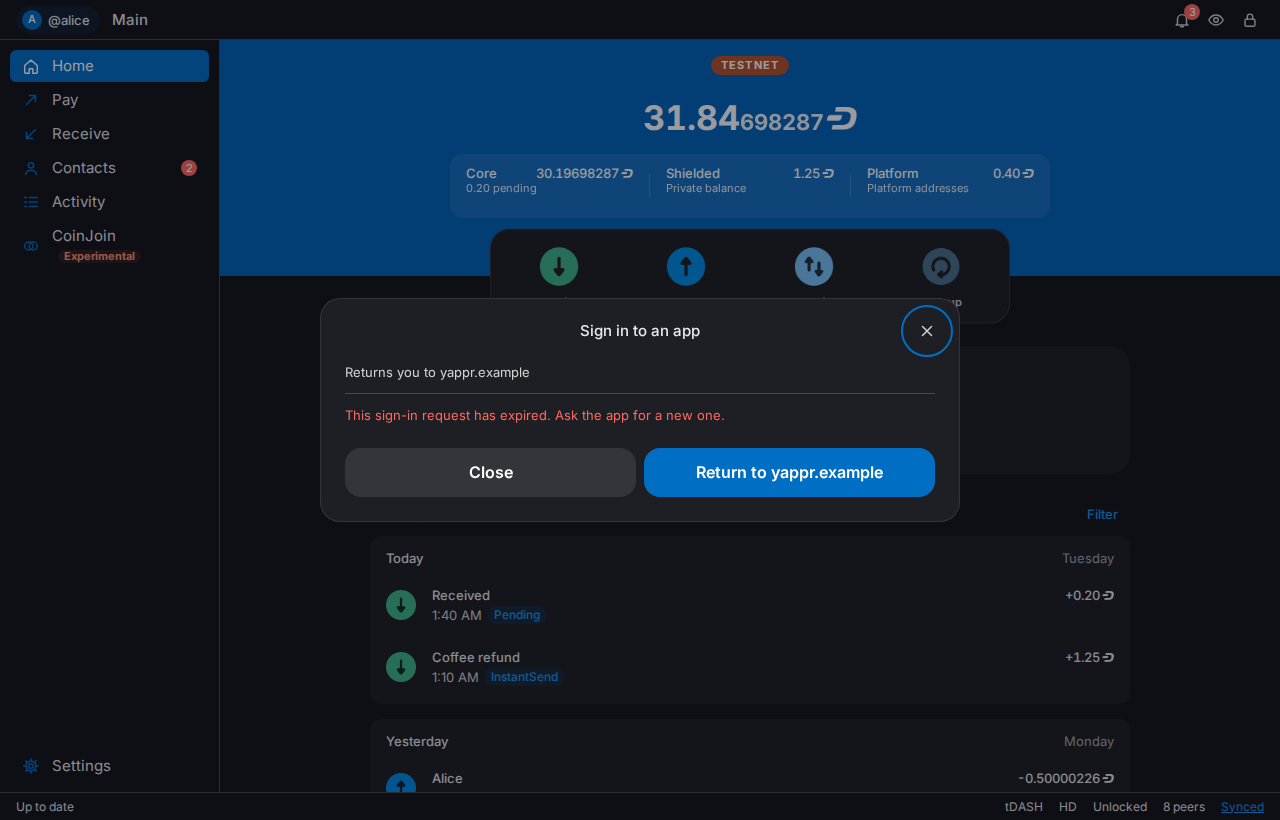 A @alice Main 3
Home
Pay
Receive
Contacts 2
Activity
CoinJoin
Experimental
Settings
TESTNET
31.84698287
Core 30.19698287
0.20 pending
Shielded 1.25
Private balance
Platform 0.40
Platform addresses
Sign in to an app
Returns you to yappr.example
This sign-in request has expired. Ask the app for a new one.
Close
Return to yappr.example
Filter
Today Tuesday
Received +0.20
1:40 AM Pending
Coffee refund +1.25
1:10 AM InstantSend
Yesterday Monday
Alice -0.50000226
Up to date tDASH HD Unlocked 8 peers Synced